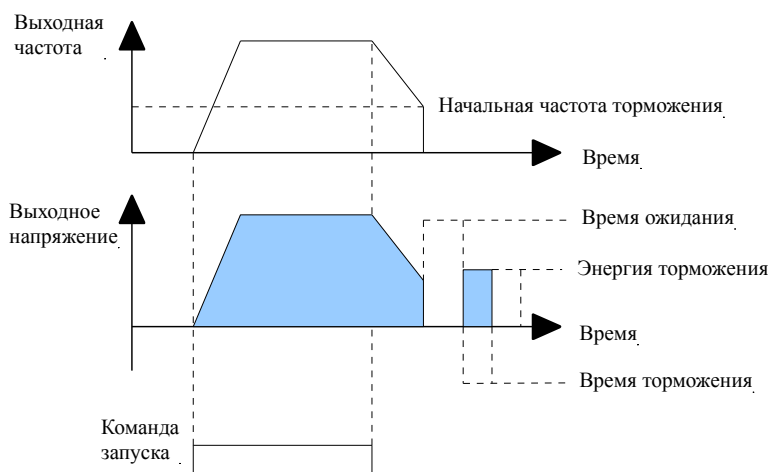 Выходная
частота
Начальная частота торможения
Время
Выходное
напряжение
Время ожидания
Энергия торможения
Время
Время торможения
Команда
запуска